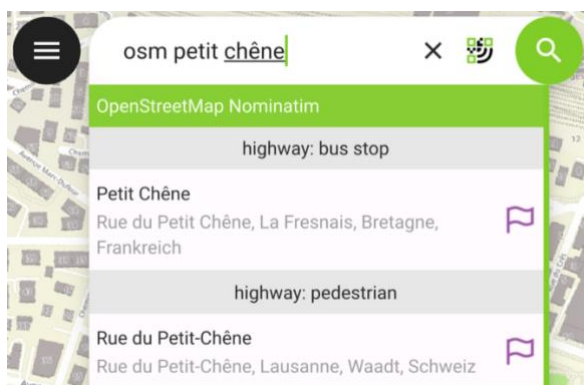 osm petit chêne
OpenStreetMap Nominatim
highway: bus stop
Petit Chêne
Rue du Petit Chêne, La Fresnais, Bretagne,
Frankreich
highway: pedestrian
Rue du Petit-Chêne
Rue du Petit-Chêne, Lausanne, Waadt, Schweiz